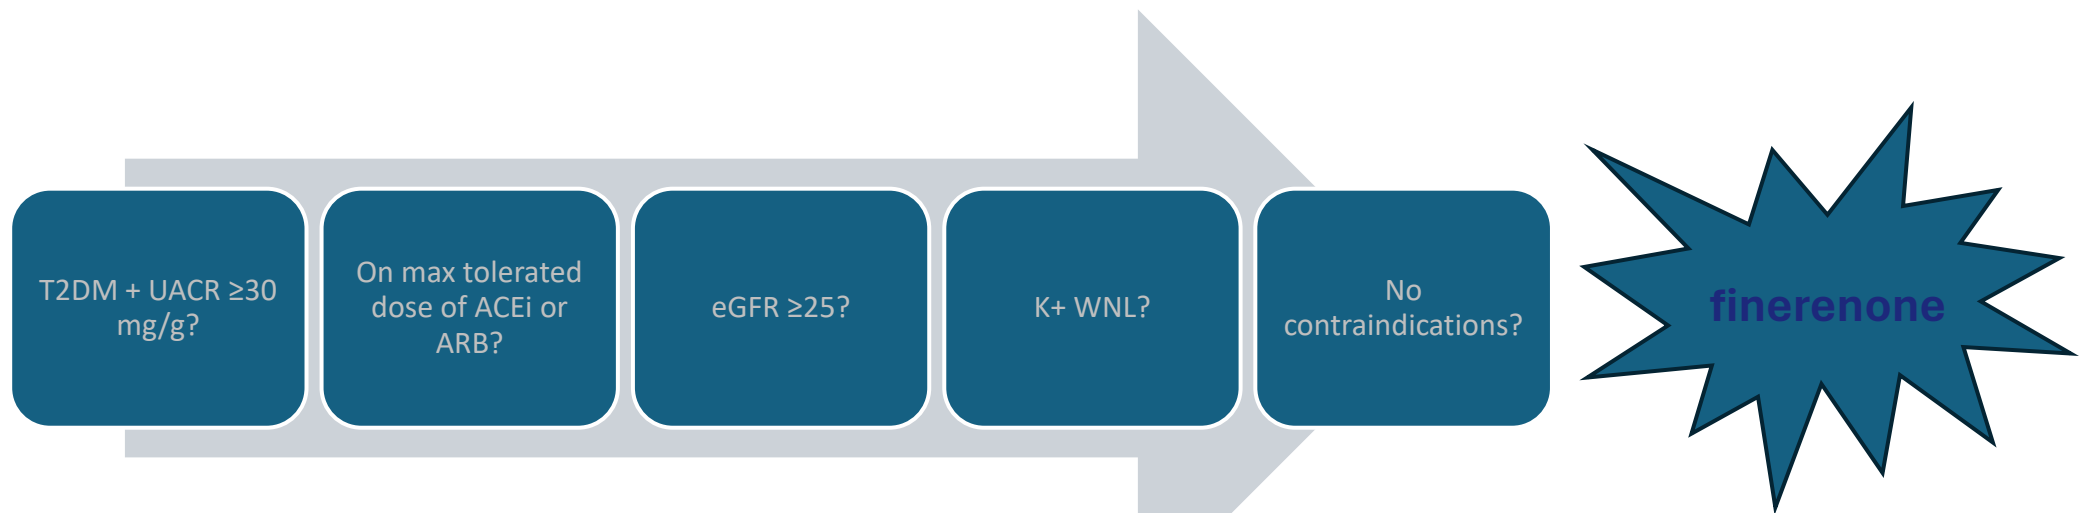 T2DM + UACR ≥30
mg/g?
On max tolerated
dose of ACEi or
ARB?
eGFR ≥25?
K+ WNL?
No
contraindications?
finerenone